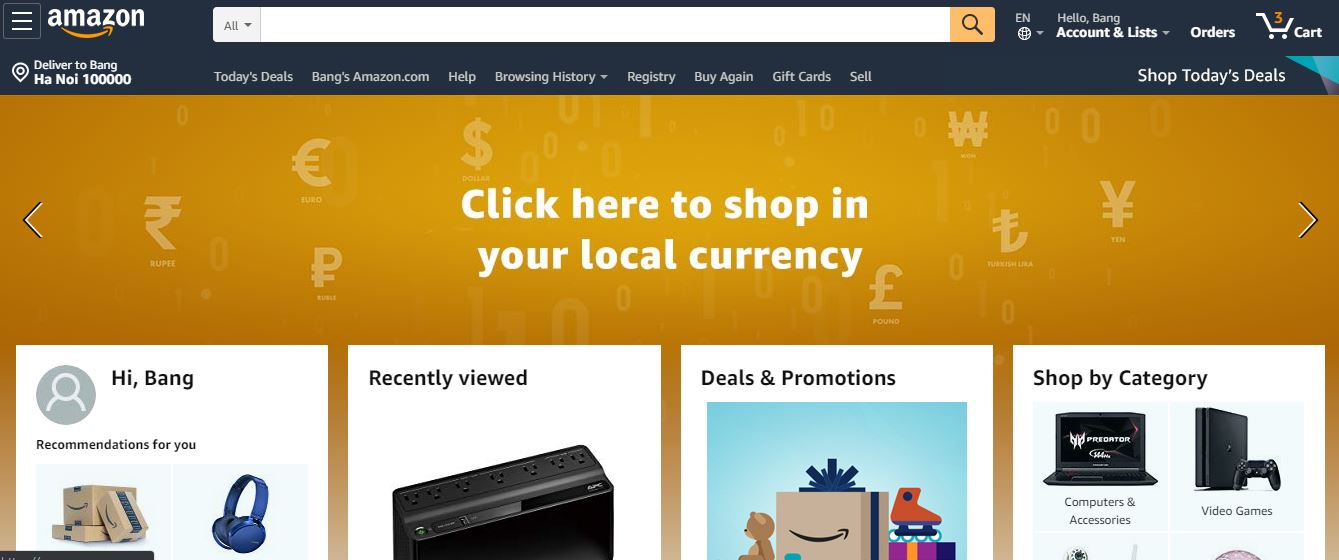 amazon
All
EN
Hello, Bang
Account & Lists
Orders
3
Cart
Deliver to Bang
Ha Noi 100000
Today's Deals
Bang's Amazon.com
Help
Browsing History
Registry
Buy Again
Gift Cards
Sell
Shop Today's Deals
$
DOLLAR
€
EURO
₩
WON
₹
RUPEE
¥
YEN
₺
TURKISH LIRA
₽
RUBLE
£
POUND
Click here to shop in
your local currency
Hi, Bang
Recommendations for you
Recently viewed
APC
Deals & Promotions
Shop by Category
PREDATOR
144Hz
Computers &
Accessories
Video Games